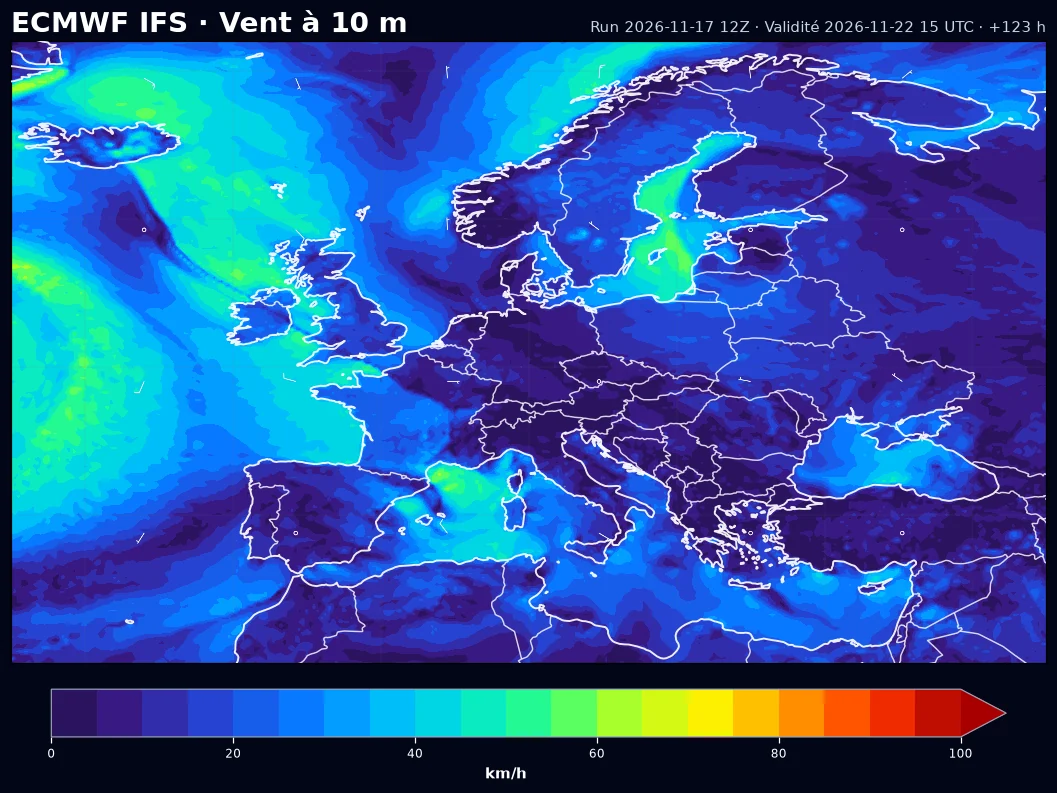 ECMWF IFS · Vent à 10 m
Run 2026-11-17 12Z · Validité 2026-11-22 15 UTC · +123 h
0 20 40 60 80 100
km/h